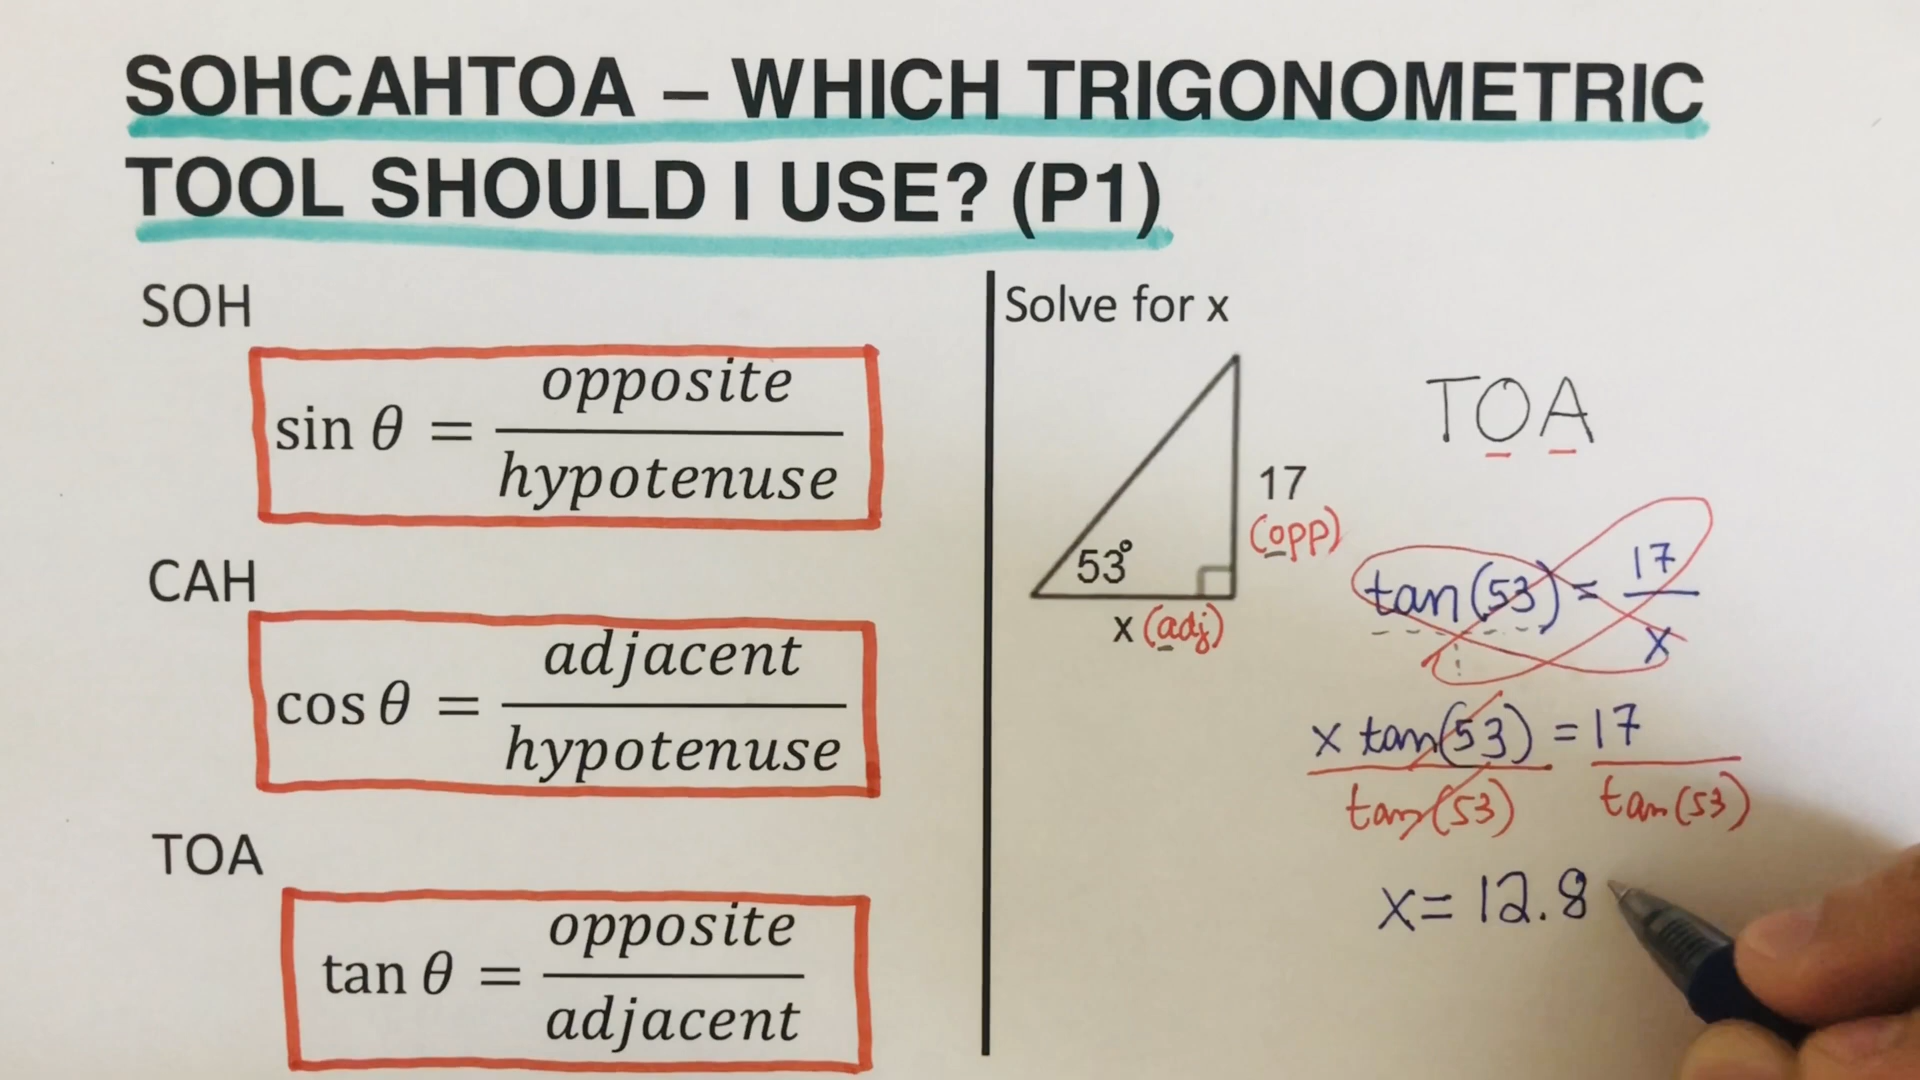 SOHCAHTOA – WHICH TRIGONOMETRIC
TOOL SHOULD I USE? (P1)
SOH
sin θ = opposite / hypotenuse
CAH
cos θ = adjacent / hypotenuse
TOA
tan θ = opposite / adjacent
Solve for x
17
(opp)
53°
x (adj)
TOA
tan(53) = 17 / x
x tan(53) = 17
tan(53) tan(53)
x = 12.8